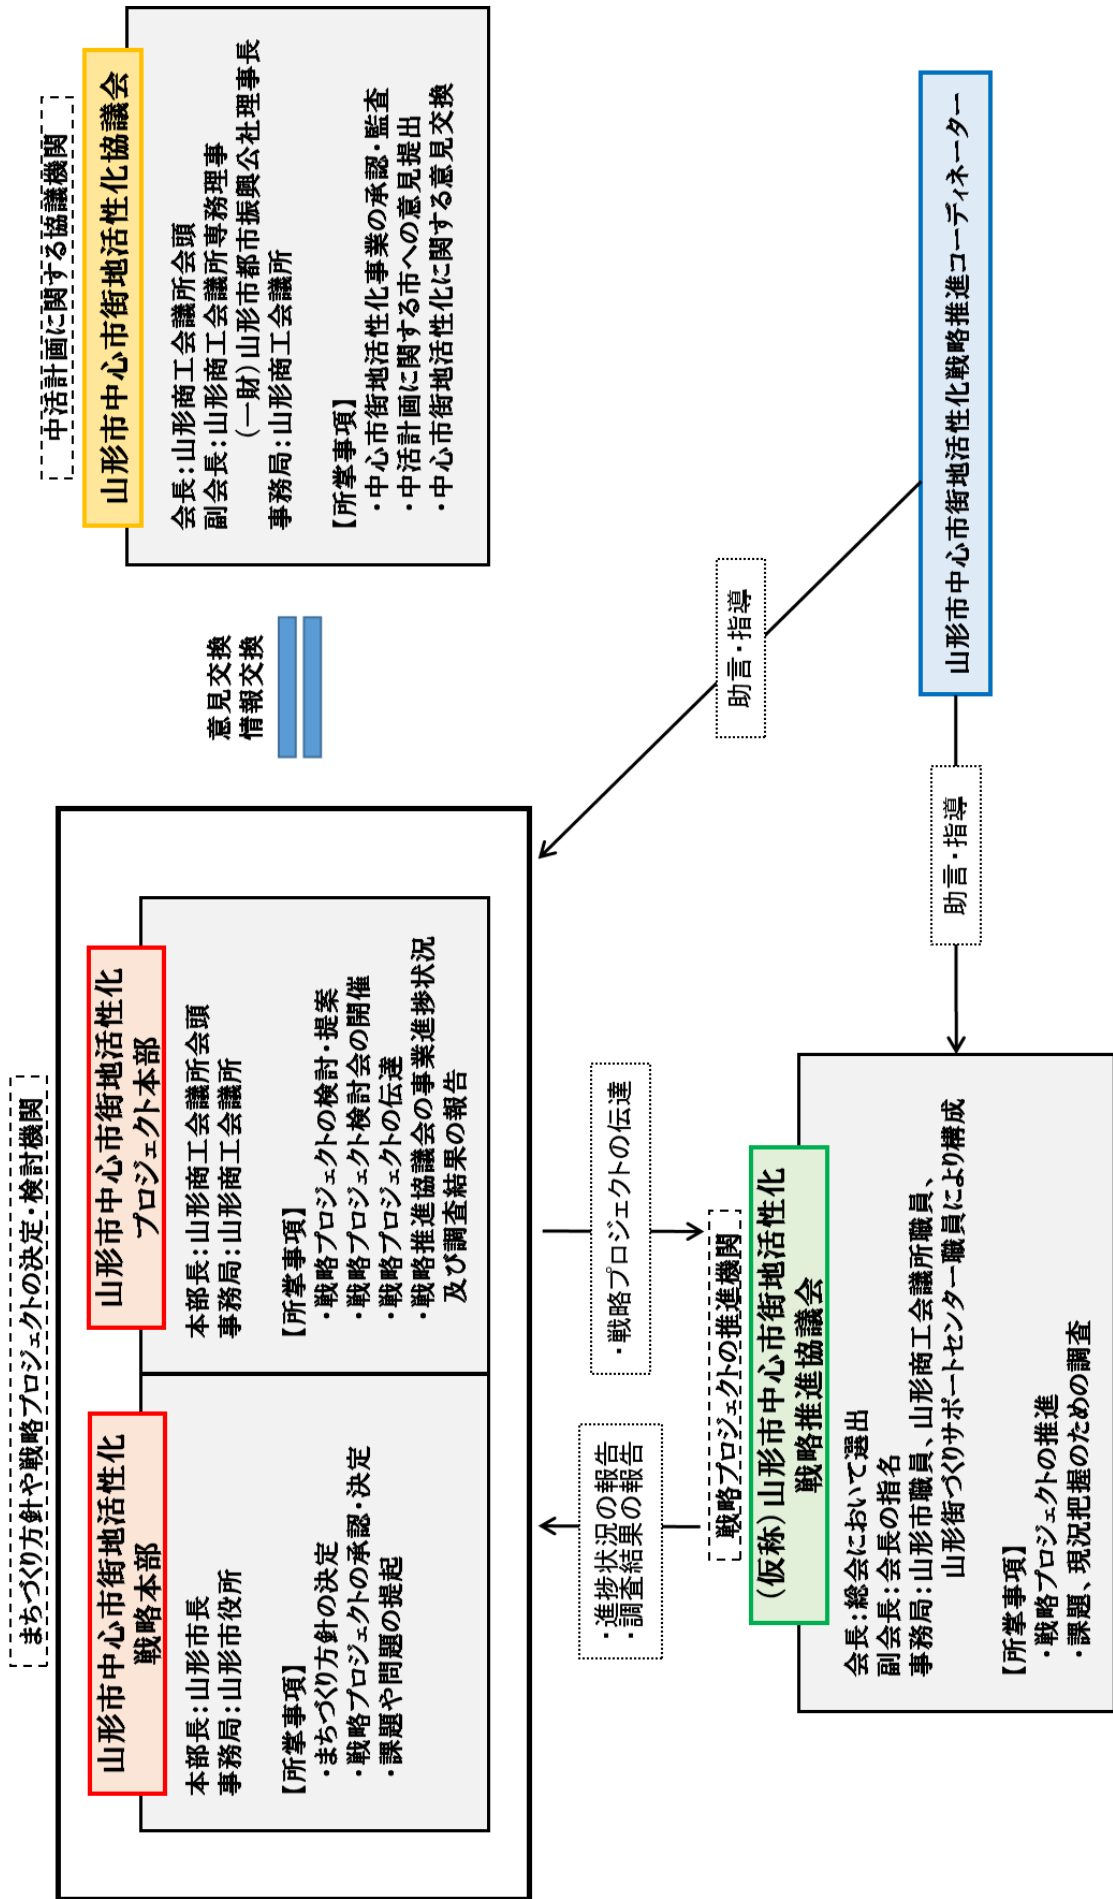 まちづくり方針や戦略プロジェクトの決定・検討機関
山形市中心市街地活性化
戦略本部
本部長：山形市長
事務局：山形市役所
【所掌事項】
・まちづくり方針の決定
・戦略プロジェクトの承認・決定
・課題や問題の提起
山形市中心市街地活性化
プロジェクト本部
本部長：山形商工会議所会頭
事務局：山形商工会議所
【所掌事項】
・戦略プロジェクトの検討・提案
・戦略プロジェクト検討会の開催
・戦略プロジェクトの伝達
・戦略推進協議会の事業進捗状況
及び調査結果の報告
意見交換
情報交換
中活計画に関する協議機関
山形市中心市街地活性化協議会
会長：山形商工会議所会頭
副会長：山形商工会議所専務理事
（一財）山形市都市振興公社理事長
事務局：山形商工会議所
【所掌事項】
・中心市街地活性化事業の承認・監査
・中活計画に関する市への意見提出
・中心市街地活性化に関する意見交換
・進捗状況の報告
・調査結果の報告
・戦略プロジェクトの伝達
助言・指導
戦略プロジェクトの推進機関
（仮称）山形市中心市街地活性化
戦略推進協議会
会長：総会において選出
副会長：会長の指名
事務局：山形市職員、山形商工会議所職員、
山形街づくりサポートセンター職員により構成
【所掌事項】
・戦略プロジェクトの推進
・課題、現況把握のための調査
助言・指導
山形市中心市街地活性化戦略推進コーディネーター